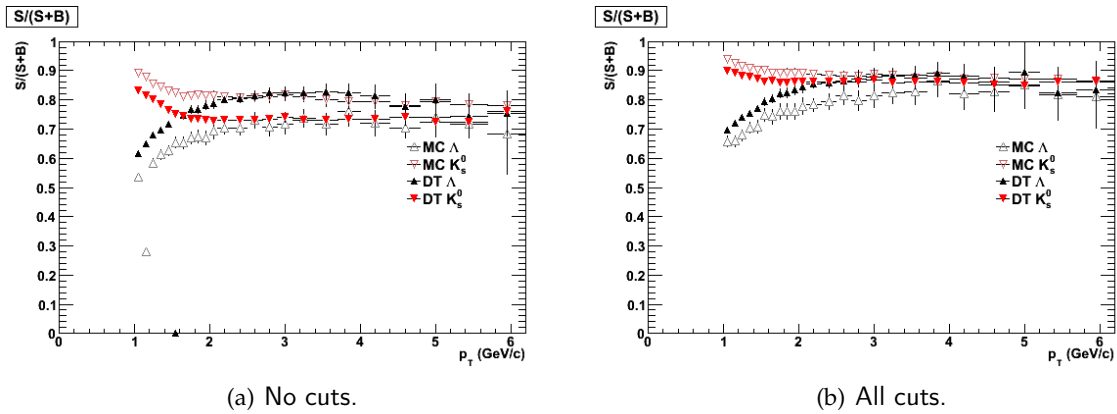 S/(S+B)
S/(S+B)
1
0.9
0.8
0.7
0.6
0.5
0.4
0.3
0.2
0.1
0
MC Λ
MC K⁰ₛ
DT Λ
DT K⁰ₛ
0 1 2 3 4 5 6
p_T (GeV/c)
(a) No cuts.
S/(S+B)
S/(S+B)
1
0.9
0.8
0.7
0.6
0.5
0.4
0.3
0.2
0.1
0
MC Λ
MC K⁰ₛ
DT Λ
DT K⁰ₛ
0 1 2 3 4 5 6
p_T (GeV/c)
(b) All cuts.